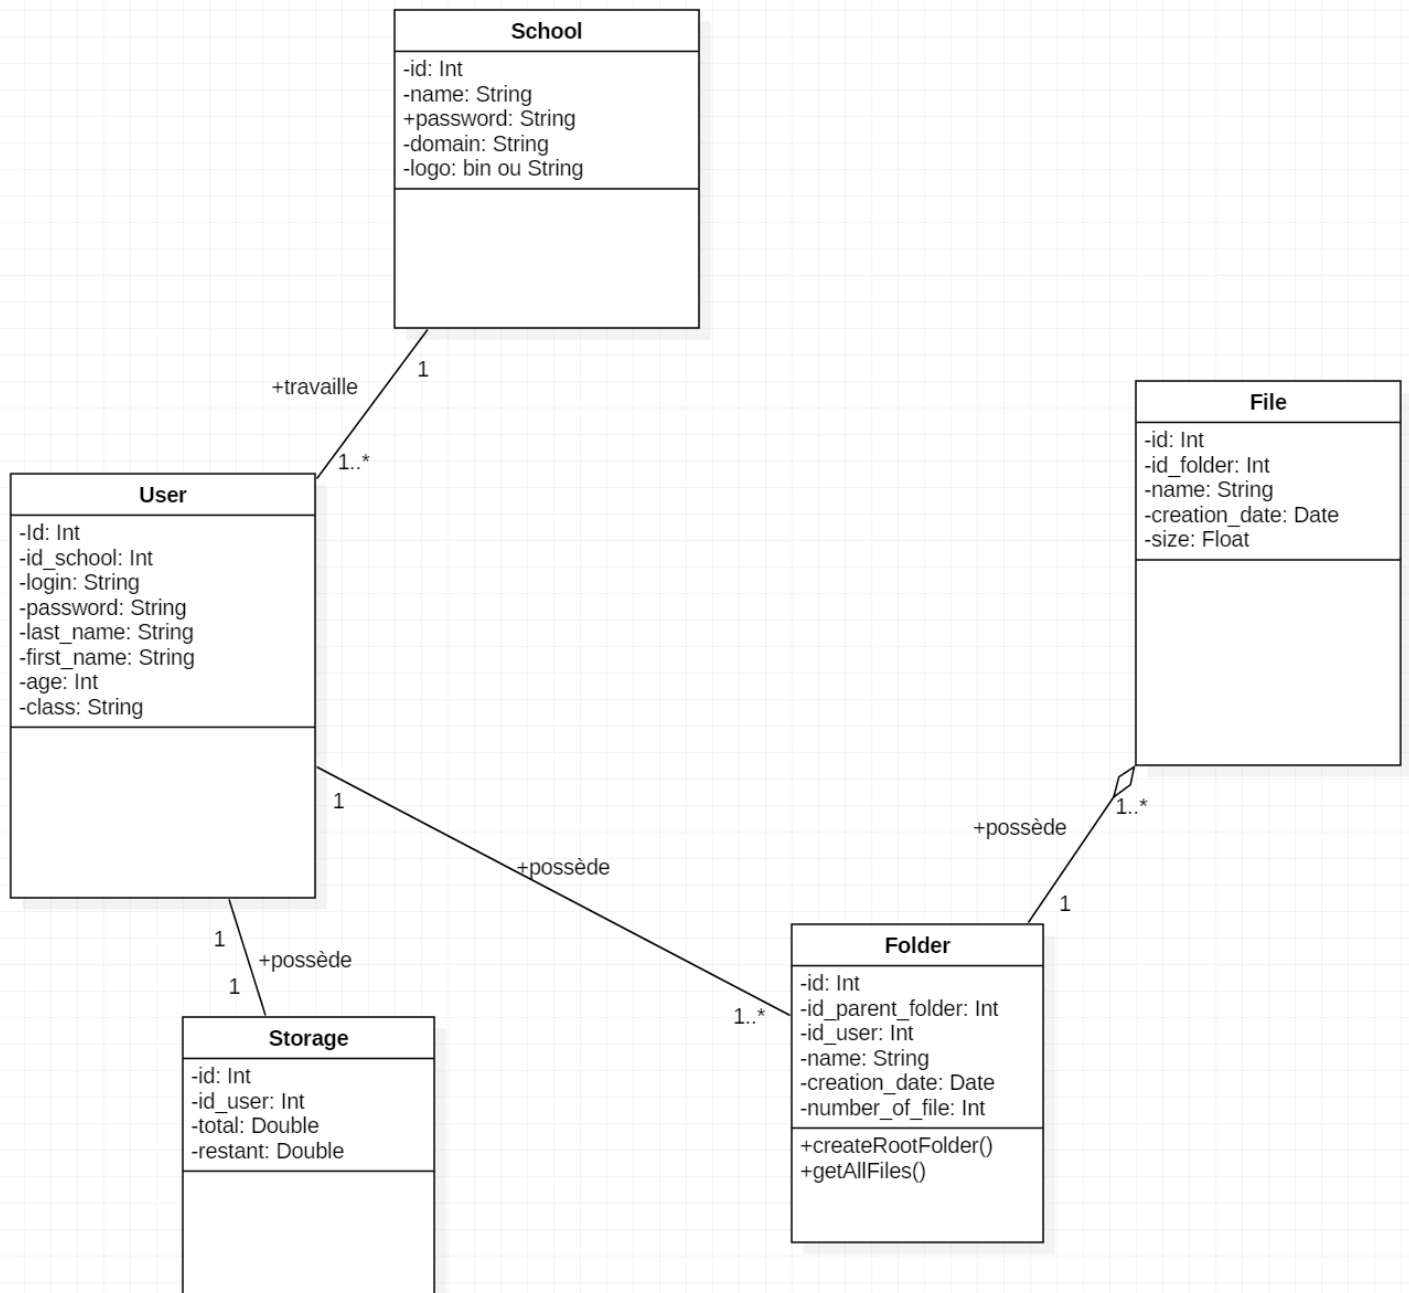 School
-id: Int
-name: String
+password: String
-domain: String
-logo: bin ou String
1
+travaille
1..*
User
-Id: Int
-id_school: Int
-login: String
-password: String
-last_name: String
-first_name: String
-age: Int
-class: String
1
+possède
1..*
1
+possède
1
Storage
-id: Int
-id_user: Int
-total: Double
-restant: Double
File
-id: Int
-id_folder: Int
-name: String
-creation_date: Date
-size: Float
1..*
+possède
1
Folder
-id: Int
-id_parent_folder: Int
-id_user: Int
-name: String
-creation_date: Date
-number_of_file: Int
+createRootFolder()
+getAllFiles()